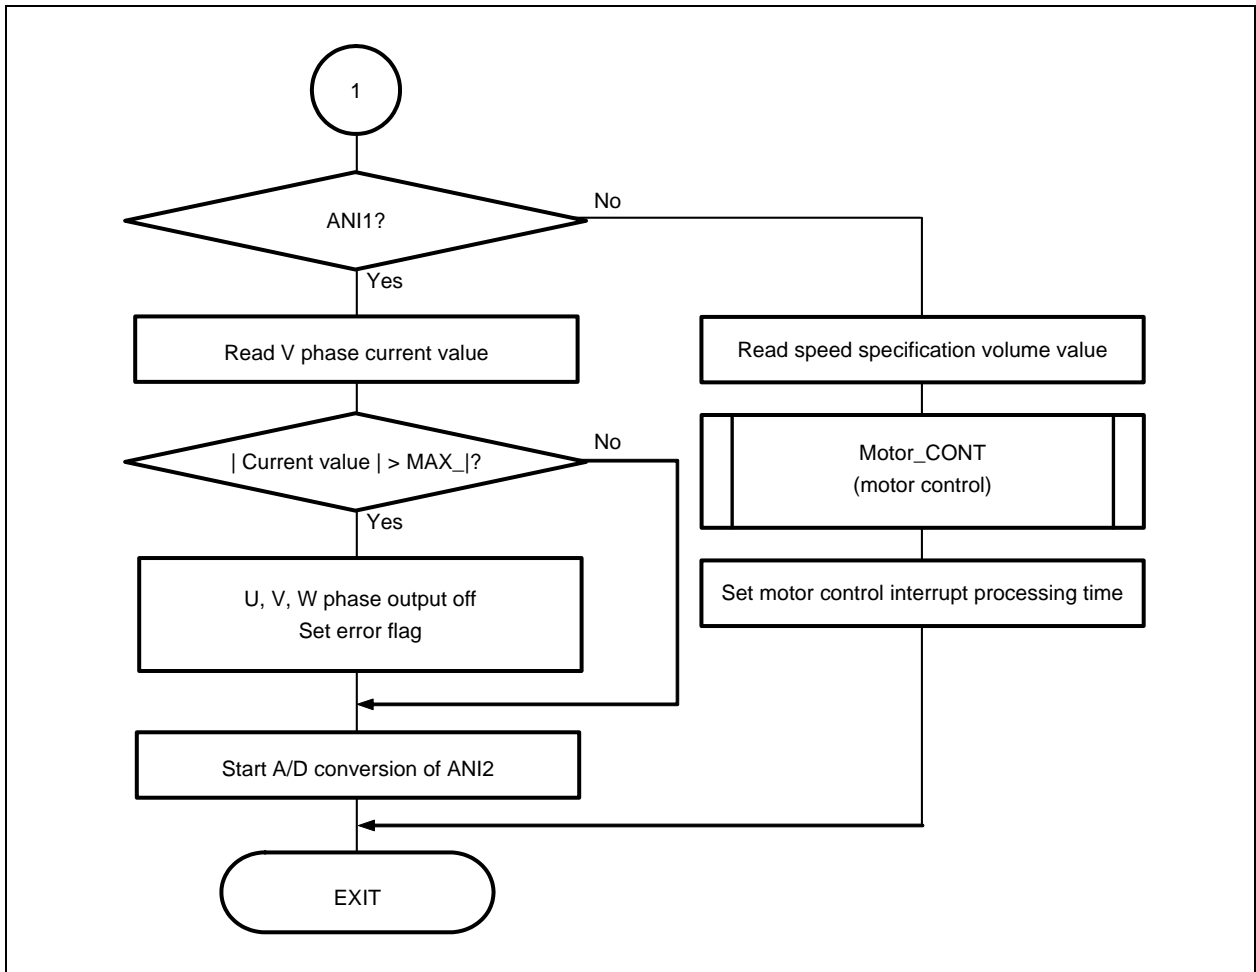 1
ANI1?
No
Yes
Read V phase current value
Read speed specification volume value
| Current value | > MAX_|?
No
Yes
Motor_CONT
(motor control)
U, V, W phase output off
Set error flag
Set motor control interrupt processing time
Start A/D conversion of ANI2
EXIT